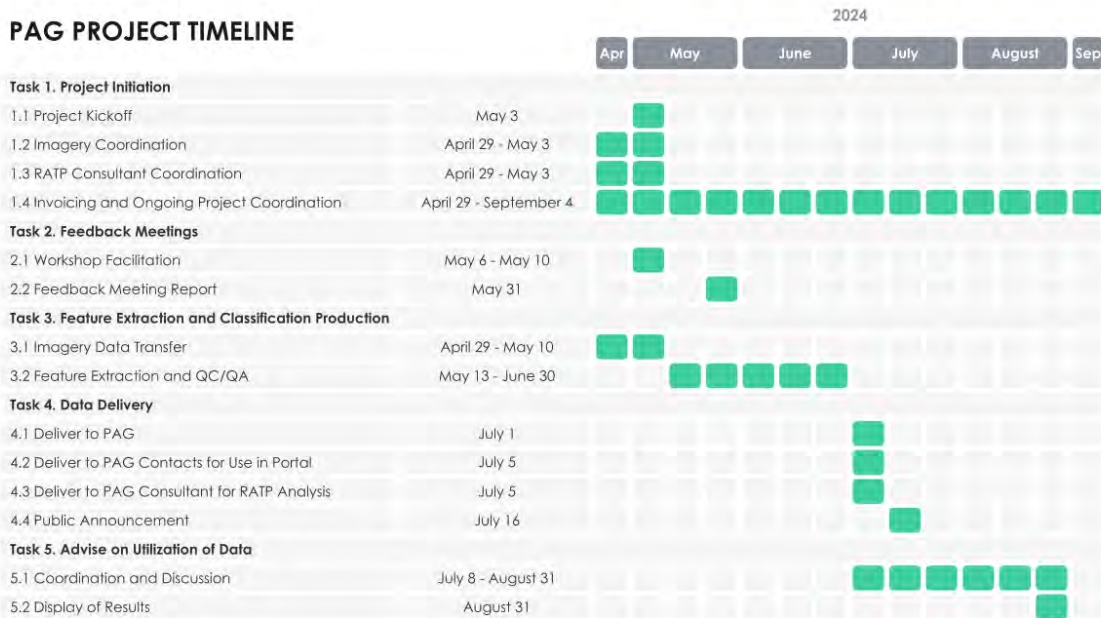 2024
PAG PROJECT TIMELINE
Apr May June July August Sep
Task 1. Project Initiation
1.1 Project Kickoff May 3
1.2 Imagery Coordination April 29 - May 3
1.3 RATP Consultant Coordination April 29 - May 3
1.4 Invoicing and Ongoing Project Coordination April 29 - September 4
Task 2. Feedback Meetings
2.1 Workshop Facilitation May 6 - May 10
2.2 Feedback Meeting Report May 31
Task 3. Feature Extraction and Classification Production
3.1 Imagery Data Transfer April 29 - May 10
3.2 Feature Extraction and QC/QA May 13 - June 30
Task 4. Data Delivery
4.1 Deliver to PAG July 1
4.2 Deliver to PAG Contacts for Use in Portal July 5
4.3 Deliver to PAG Consultant for RATP Analysis July 5
4.4 Public Announcement July 16
Task 5. Advise on Utilization of Data
5.1 Coordination and Discussion July 8 - August 31
5.2 Display of Results August 31